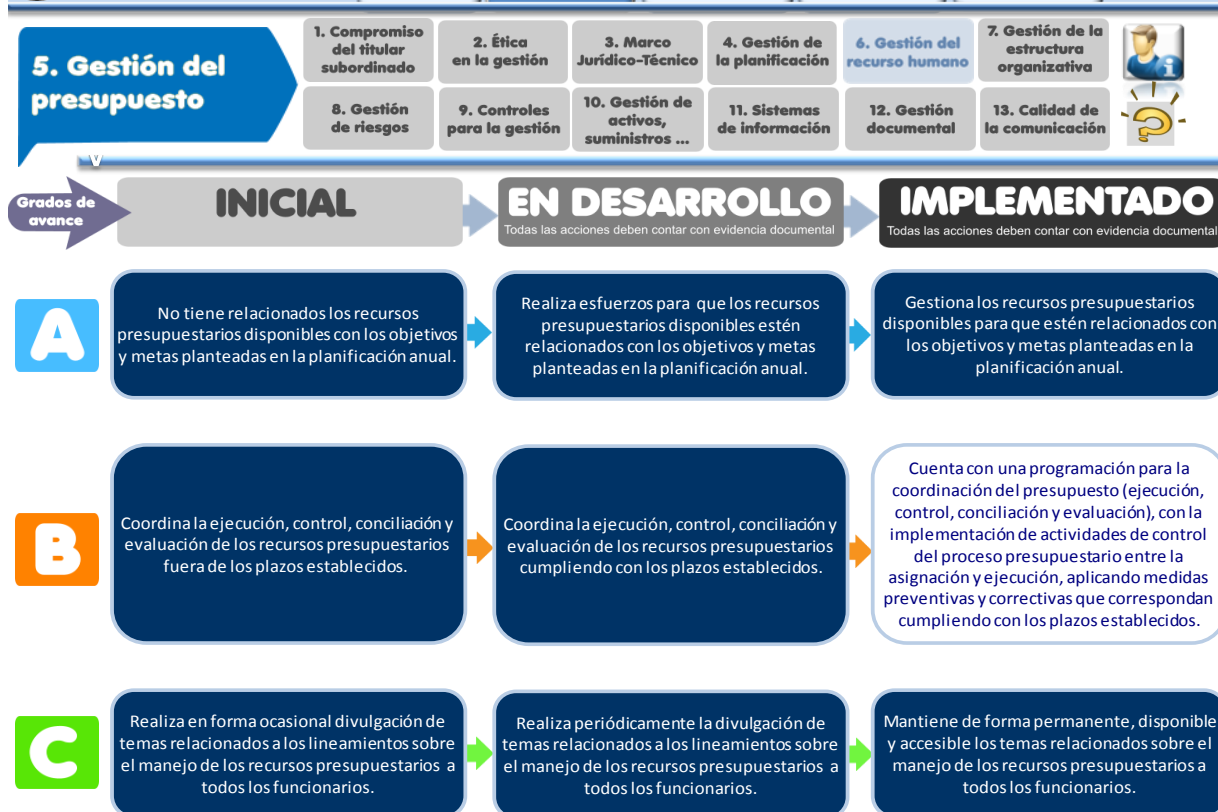 5. Gestión del
presupuesto
1. Compromiso
del titular
subordinado
2. Ética
en la gestión
3. Marco
Jurídico-Técnico
4. Gestión de
la planificación
6. Gestión del
recurso humano
7. Gestión de la
estructura
organizativa
8. Gestión
de riesgos
9. Controles
para la gestión
10. Gestión de
activos,
suministros ...
11. Sistemas
de información
12. Gestión
documental
13. Calidad de
la comunicación
V
Grados de
avance
INICIAL
EN DESARROLLO
Todas las acciones deben contar con evidencia documental
IMPLEMENTADO
Todas las acciones deben contar con evidencia documental
A
No tiene relacionados los recursos
presupuestarios disponibles con los objetivos
y metas planteadas en la planificación anual.
Realiza esfuerzos para que los recursos
presupuestarios disponibles estén
relacionados con los objetivos y metas
planteadas en la planificación anual.
Gestiona los recursos presupuestarios
disponibles para que estén relacionados con
los objetivos y metas planteadas en la
planificación anual.
B
Coordina la ejecución, control, conciliación y
evaluación de los recursos presupuestarios
fuera de los plazos establecidos.
Coordina la ejecución, control, conciliación y
evaluación de los recursos presupuestarios
cumpliendo con los plazos establecidos.
Cuenta con una programación para la
coordinación del presupuesto (ejecución,
control, conciliación y evaluación), con la
implementación de actividades de control
del proceso presupuestario entre la
asignación y ejecución, aplicando medidas
preventivas y correctivas que correspondan
cumpliendo con los plazos establecidos.
C
Realiza en forma ocasional divulgación de
temas relacionados a los lineamientos sobre
el manejo de los recursos presupuestarios a
todos los funcionarios.
Realiza periódicamente la divulgación de
temas relacionados a los lineamientos sobre
el manejo de los recursos presupuestarios a
todos los funcionarios.
Mantiene de forma permanente, disponible
y accesible los temas relacionados sobre el
manejo de los recursos presupuestarios a
todos los funcionarios.